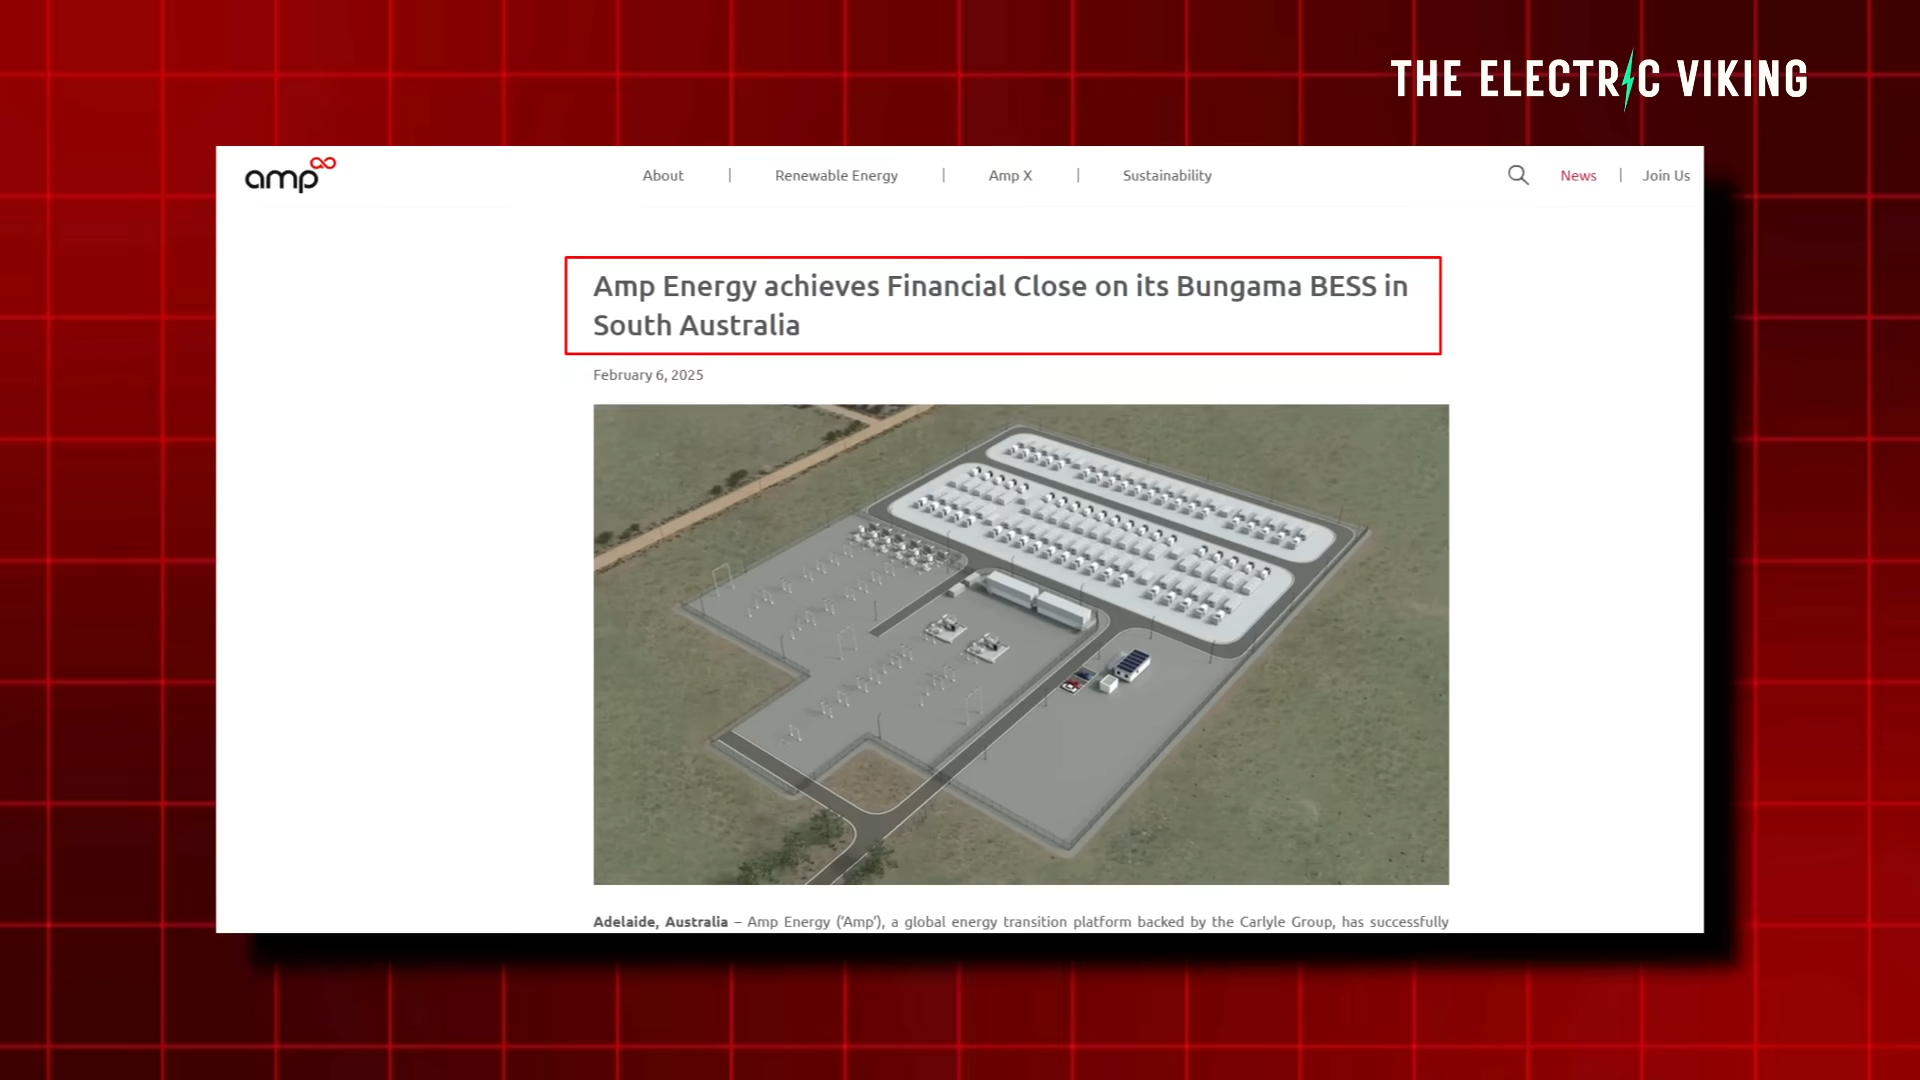 THE ELECTRIC VIKING
amp
About | Renewable Energy | Amp X | Sustainability
News | Join Us
Amp Energy achieves Financial Close on its Bungama BESS in
South Australia
February 6, 2025
Adelaide, Australia – Amp Energy (‘Amp’), a global energy transition platform backed by the Carlyle Group, has successfully